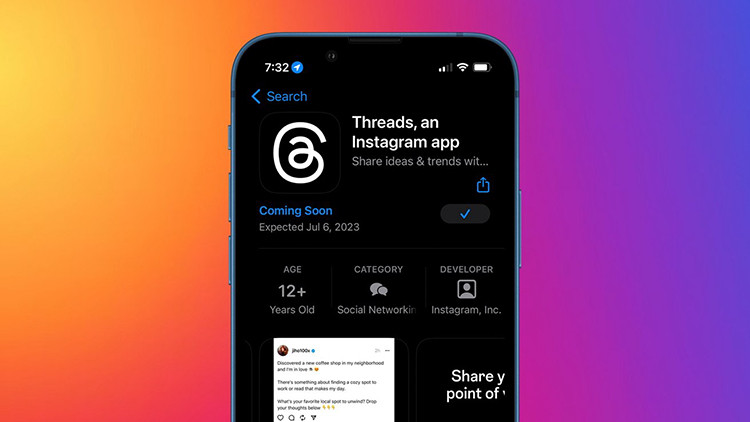 7:32
Search
Threads, an
Instagram app
Share ideas & trends wit...
Coming Soon
Expected Jul 6, 2023
AGE
12+
Years Old
CATEGORY
Social Networkin
DEVELOPER
Instagram, Inc.
jiho100x
Discovered a new coffee shop in my neighborhood
and I'm in love
There's something about finding a cozy spot to
work or read that makes my day.
What's your favorite local spot to unwind? Drop
your thoughts below
Share y
point of